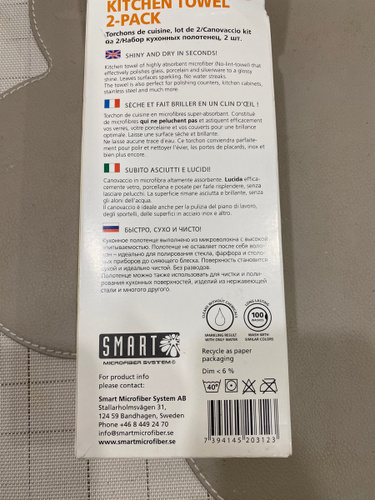 KITCHEN TOWEL
2-PACK
Torchons de cuisine, lot de 2/Canovaccio kit
да 2/Набор кухонных полотенец, 2 шт.
SHINY AND DRY IN SECONDS!
Kitchen towel of highly absorbent microfiber (No-lint-towel) that
effectively polishes glass, porcelain and silverware to a glossy
shine. Leaves surfaces sparkling. No water streaks.
The towel is also perfect for polishing counters, kitchen cabinets,
stainless steel and much more.
SÈCHE ET FAIT BRILLER EN UN CLIN D'ŒIL !
Torchon de cuisine en microfibres super-absorbant. Constitué
de microfibres qui ne peluchent pas et astiquent efficacement
vos verres, votre porcelaine et vos couverts pour une brillance
optimale. Laisse une surface sèche et brillante.
Ne laisse aucune trace d'eau. Ce torchon conviendra parfaite-
ment pour polir et nettoyer l'évier, les portes de placards, inox et
bien plus encore.
SUBITO ASCIUTTI E LUCIDI!
Canovaccio in microfibra altamente assorbente. Lucida effica-
cemente vetro, porcellana e posate per farle risplendere, senza
lasciare pelucchi. La superficie rimane asciutta e brillante, senza
gli aloni dell'acqua.
Il canovaccio è ideale anche per la pulizia del piano di lavoro,
degli sportelli, delle superfici in acciaio inox e altro.
БЫСТРО, СУХО И ЧИСТО!
Кухонное полотенце выполнено из микроволокна с высокой
впитываемостью. Полотенце не оставляет после себя воло-
кон – идеально для полирования стекла, фарфора и столо-
вых приборов до сияющего блеска. Поверхность становится
сухой и идеально чистой. Без разводов.
Полотенце можно также использовать для чистки и полиро-
вания кухонных поверхностей, изделий из нержавеющей
стали и многого другого.
CLEANS WITHOUT CHEMICALS
SPARKLING RESULT
WITH ONLY WATER
LONG LASTING
100
WASHES
WASH WITH
SIMILAR COLORS
SMART
MICROFIBER SYSTEM®
Recycle as paper
packaging
Dim < 6 %
40°
For product info
please contact:
Smart Microfiber System AB
Stallarholmsvägen 31,
124 59 Bandhagen, Sweden
Phone +46 8 449 24 70
info@smartmicrofiber.se
www.smartmicrofiber.se
7 394145 203123